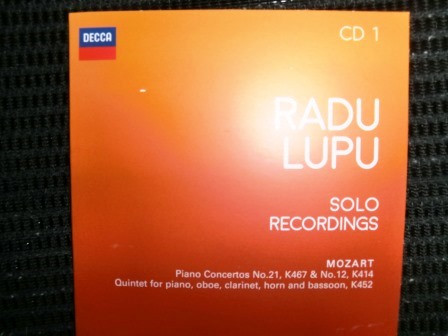 DECCA
CD 1
RADU
LUPU
SOLO
RECORDINGS
MOZART
Piano Concertos No.21, K467 & No.12, K414
Quintet for piano, oboe, clarinet, horn and bassoon, K452